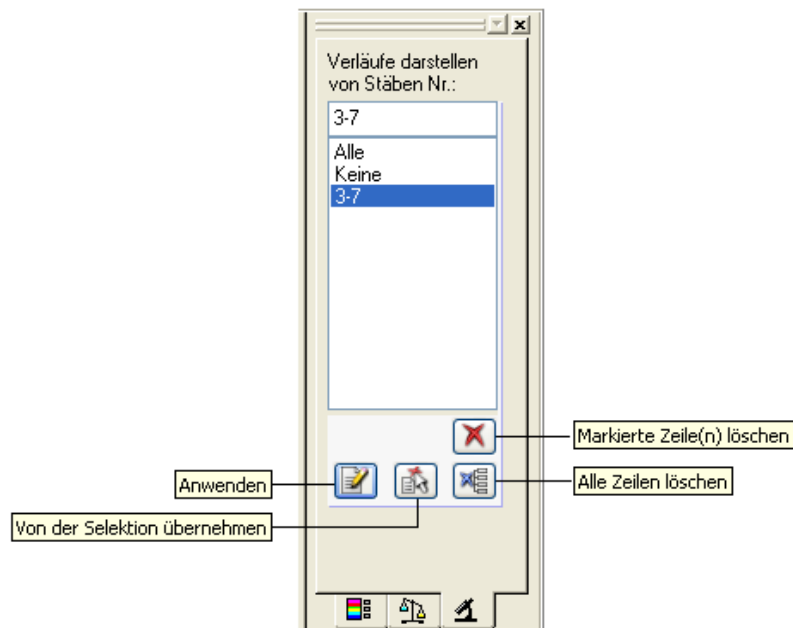 Verläufe darstellen
von Stäben Nr.:
3-7
Alle
Keine
3-7
Markierte Zeile(n) löschen
Anwenden
Alle Zeilen löschen
Von der Selektion übernehmen